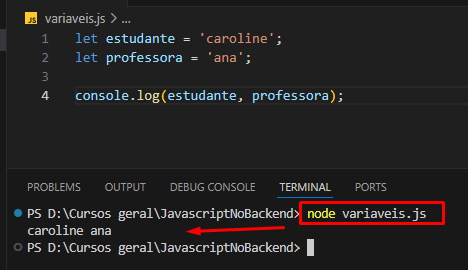 JS variaveis.js > ...
1 let estudante = 'caroline';
2 let professora = 'ana';
3
4 console.log(estudante, professora);
PROBLEMS OUTPUT DEBUG CONSOLE TERMINAL PORTS
PS D:\Cursos geral\JavascriptNoBackend> node variaveis.js
caroline ana
PS D:\Cursos geral\JavascriptNoBackend>